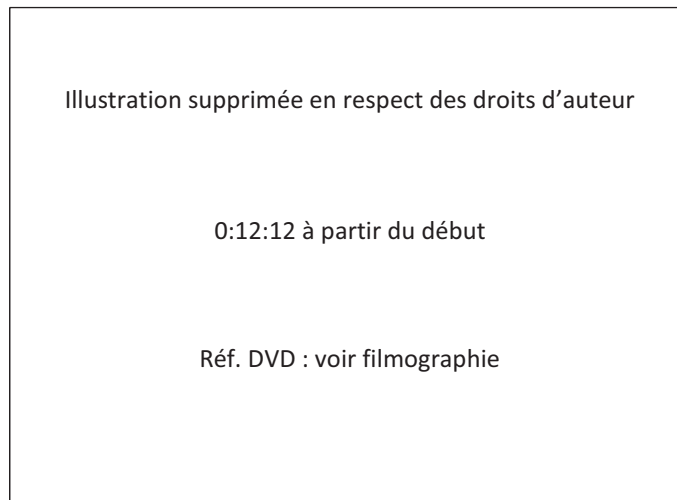 Illustration supprimée en respect des droits d’auteur
0:12:12 à partir du début
Réf. DVD : voir filmographie